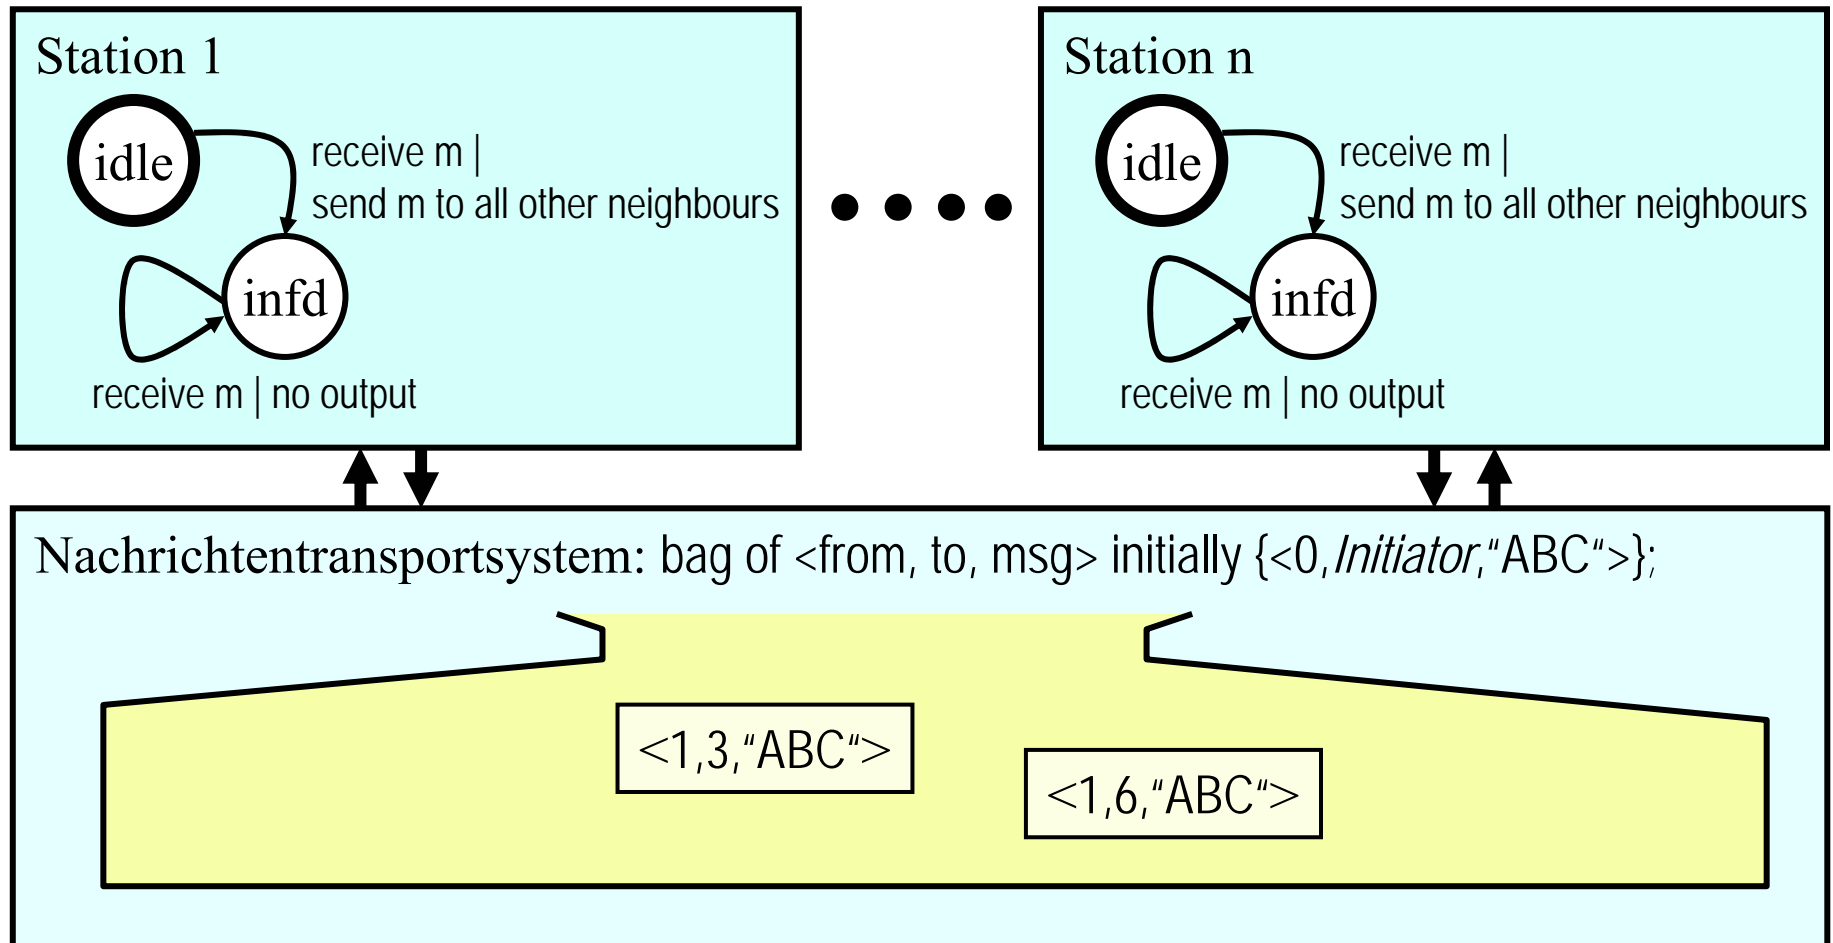 Station 1
idle
receive m |
send m to all other neighbours
infd
receive m | no output
Station n
idle
receive m |
send m to all other neighbours
infd
receive m | no output
Nachrichtentransportsystem: bag of <from, to, msg> initially {<0,Initiator,"ABC">};
<1,3,"ABC">
<1,6,"ABC">